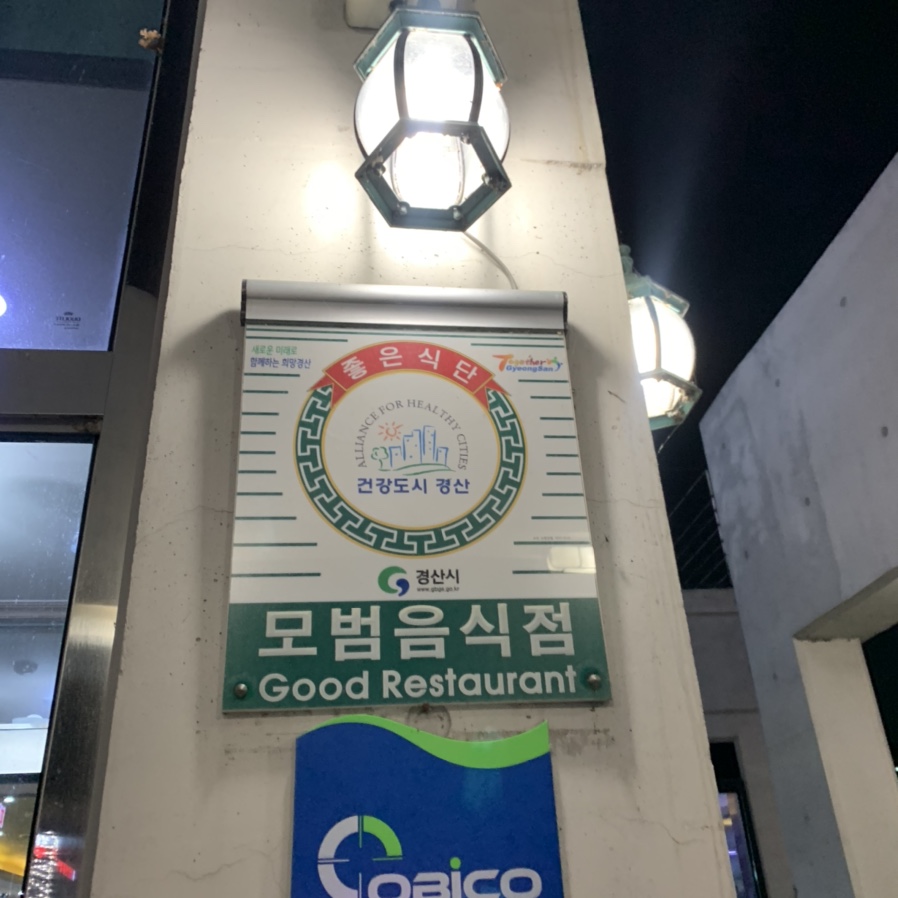 새로운 미래로
함께하는 희망경산
좋은식단
Together
GyeongSan
ALLIANCE FOR HEALTHY CITIES
건강도시 경산
경산시
모범음식점
Good Restaurant
Cobico